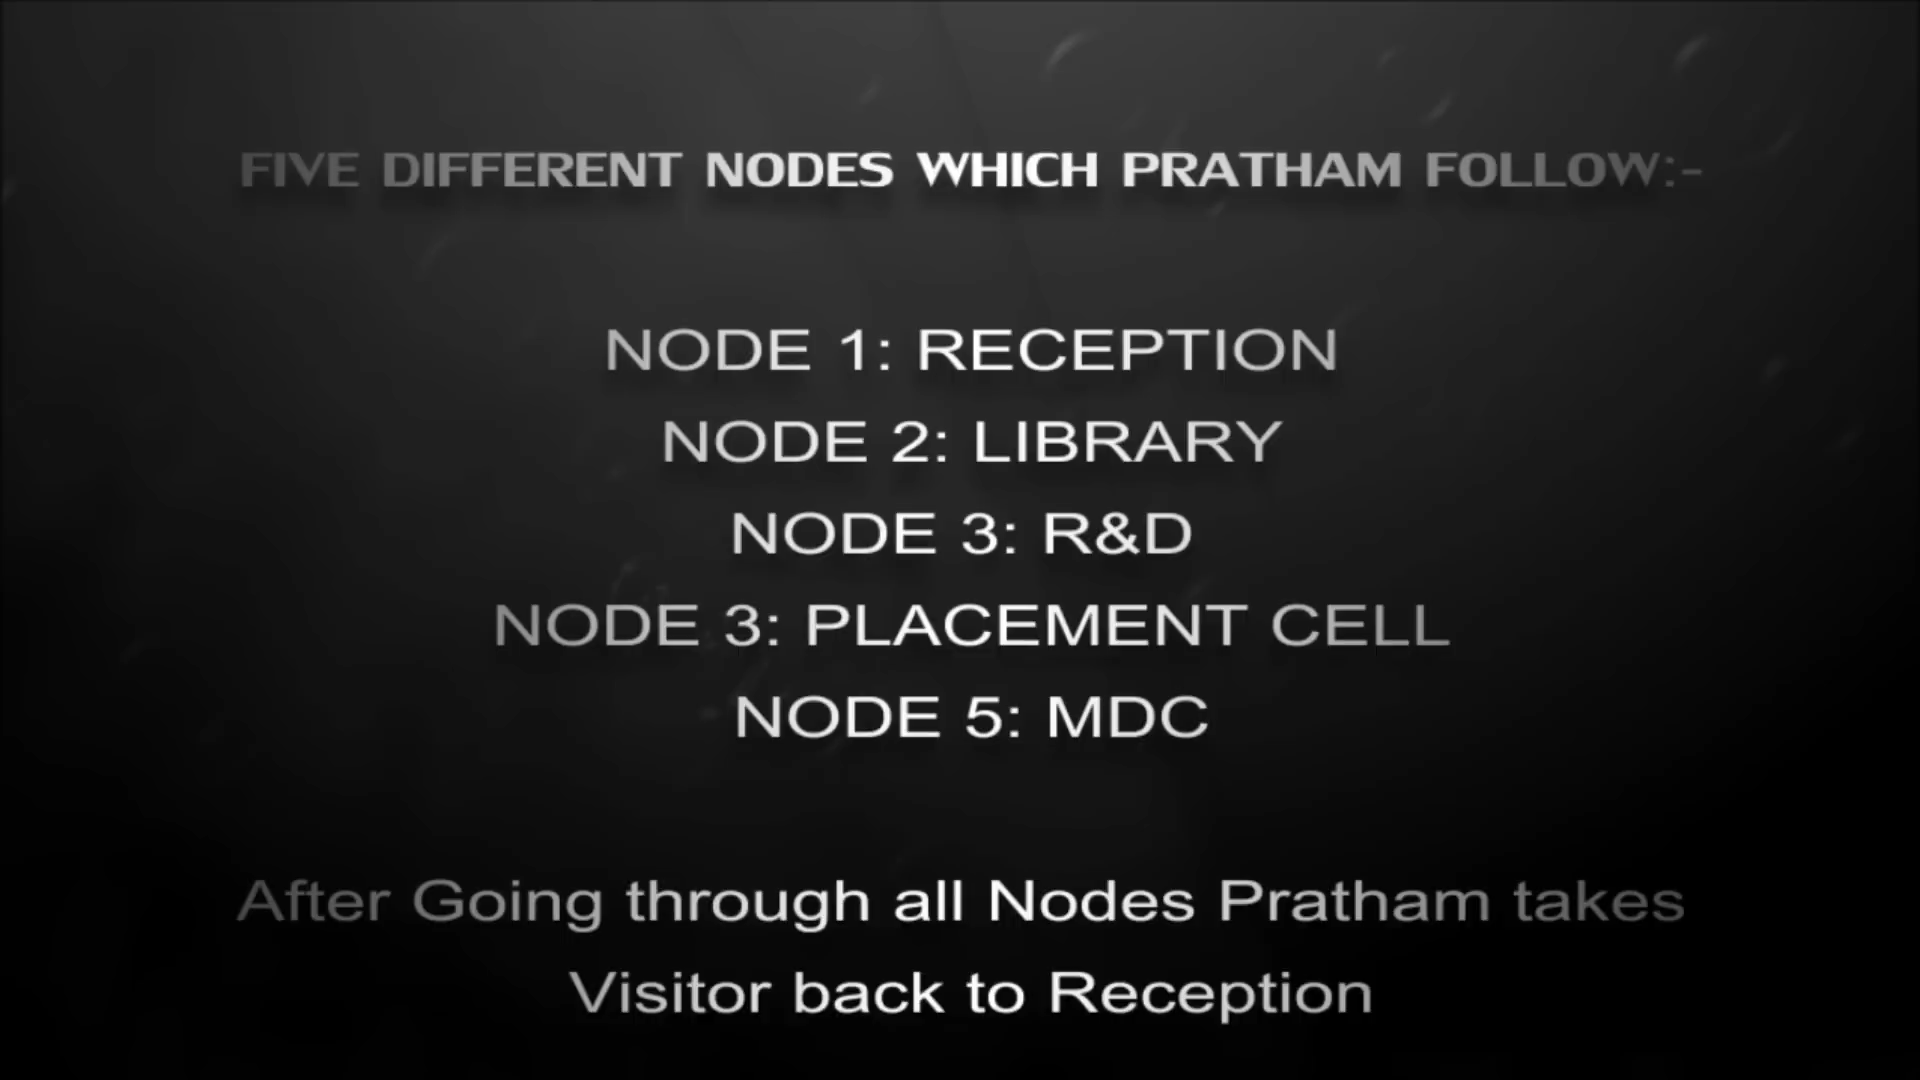 FIVE DIFFERENT NODES WHICH PRATHAM FOLLOW:-
NODE 1: RECEPTION
NODE 2: LIBRARY
NODE 3: R&D
NODE 3: PLACEMENT CELL
NODE 5: MDC
After Going through all Nodes Pratham takes
Visitor back to Reception